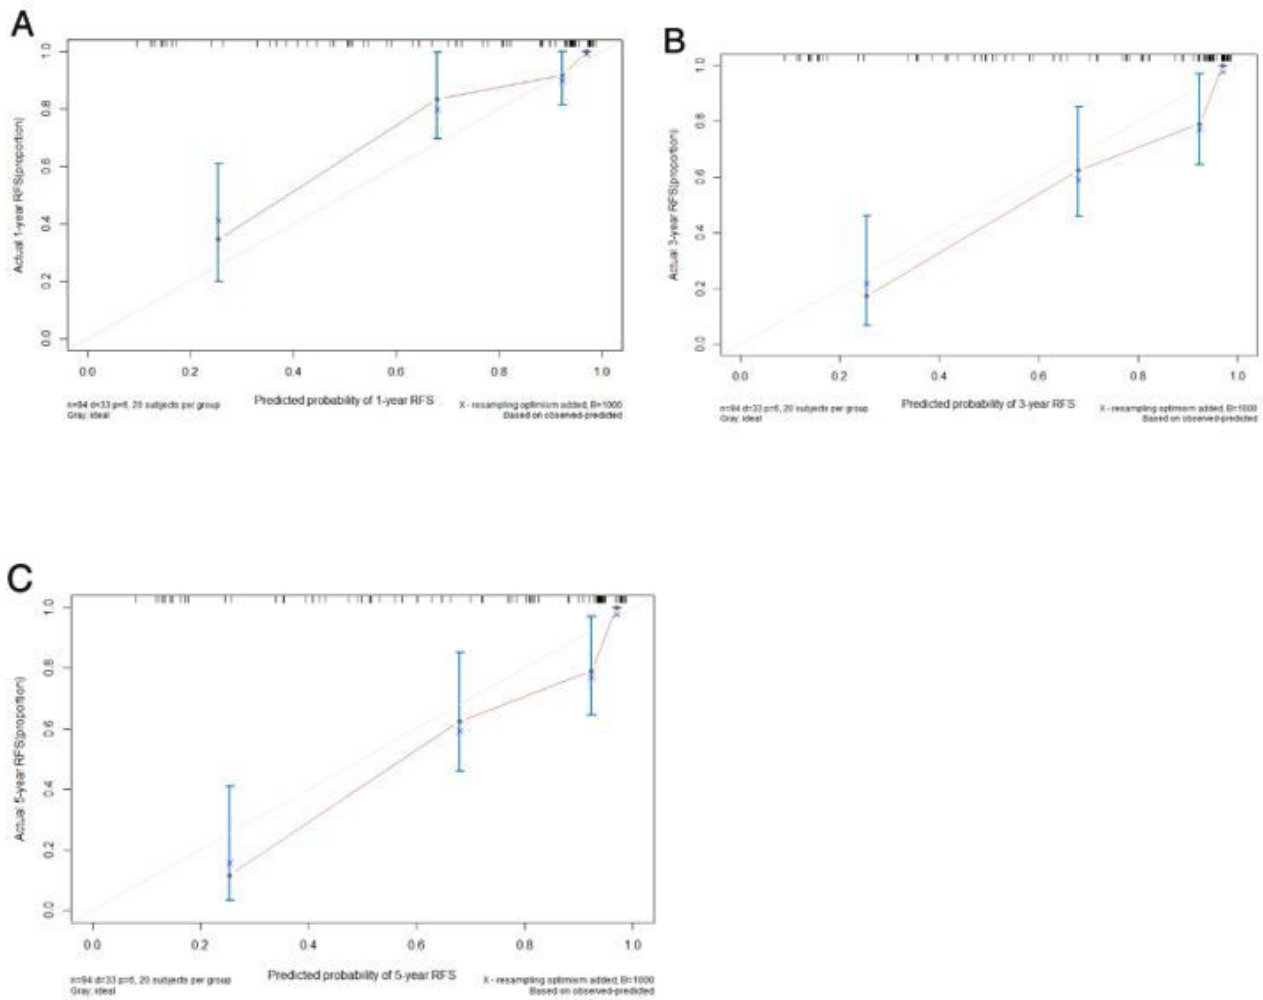 A
1.0
0.8
0.6
0.4
0.2
0.0
Actual 1-year RFS(proportion)
0.0 0.2 0.4 0.6 0.8 1.0
Predicted probability of 1-year RFS
n=94 d=33 p=6, 20 subjects per group
Gray: ideal
X - resampling optimism added, B=1000
Based on observed-predicted
B
1.0
0.8
0.6
0.4
0.2
0.0
Actual 3-year RFS(proportion)
0.0 0.2 0.4 0.6 0.8 1.0
Predicted probability of 3-year RFS
n=94 d=33 p=6, 20 subjects per group
Gray: ideal
X - resampling optimism added, B=1000
Based on observed-predicted
C
1.0
0.8
0.6
0.4
0.2
0.0
Actual 5-year RFS(proportion)
0.0 0.2 0.4 0.6 0.8 1.0
Predicted probability of 5-year RFS
n=94 d=33 p=6, 20 subjects per group
Gray: ideal
X - resampling optimism added, B=1000
Based on observed-predicted